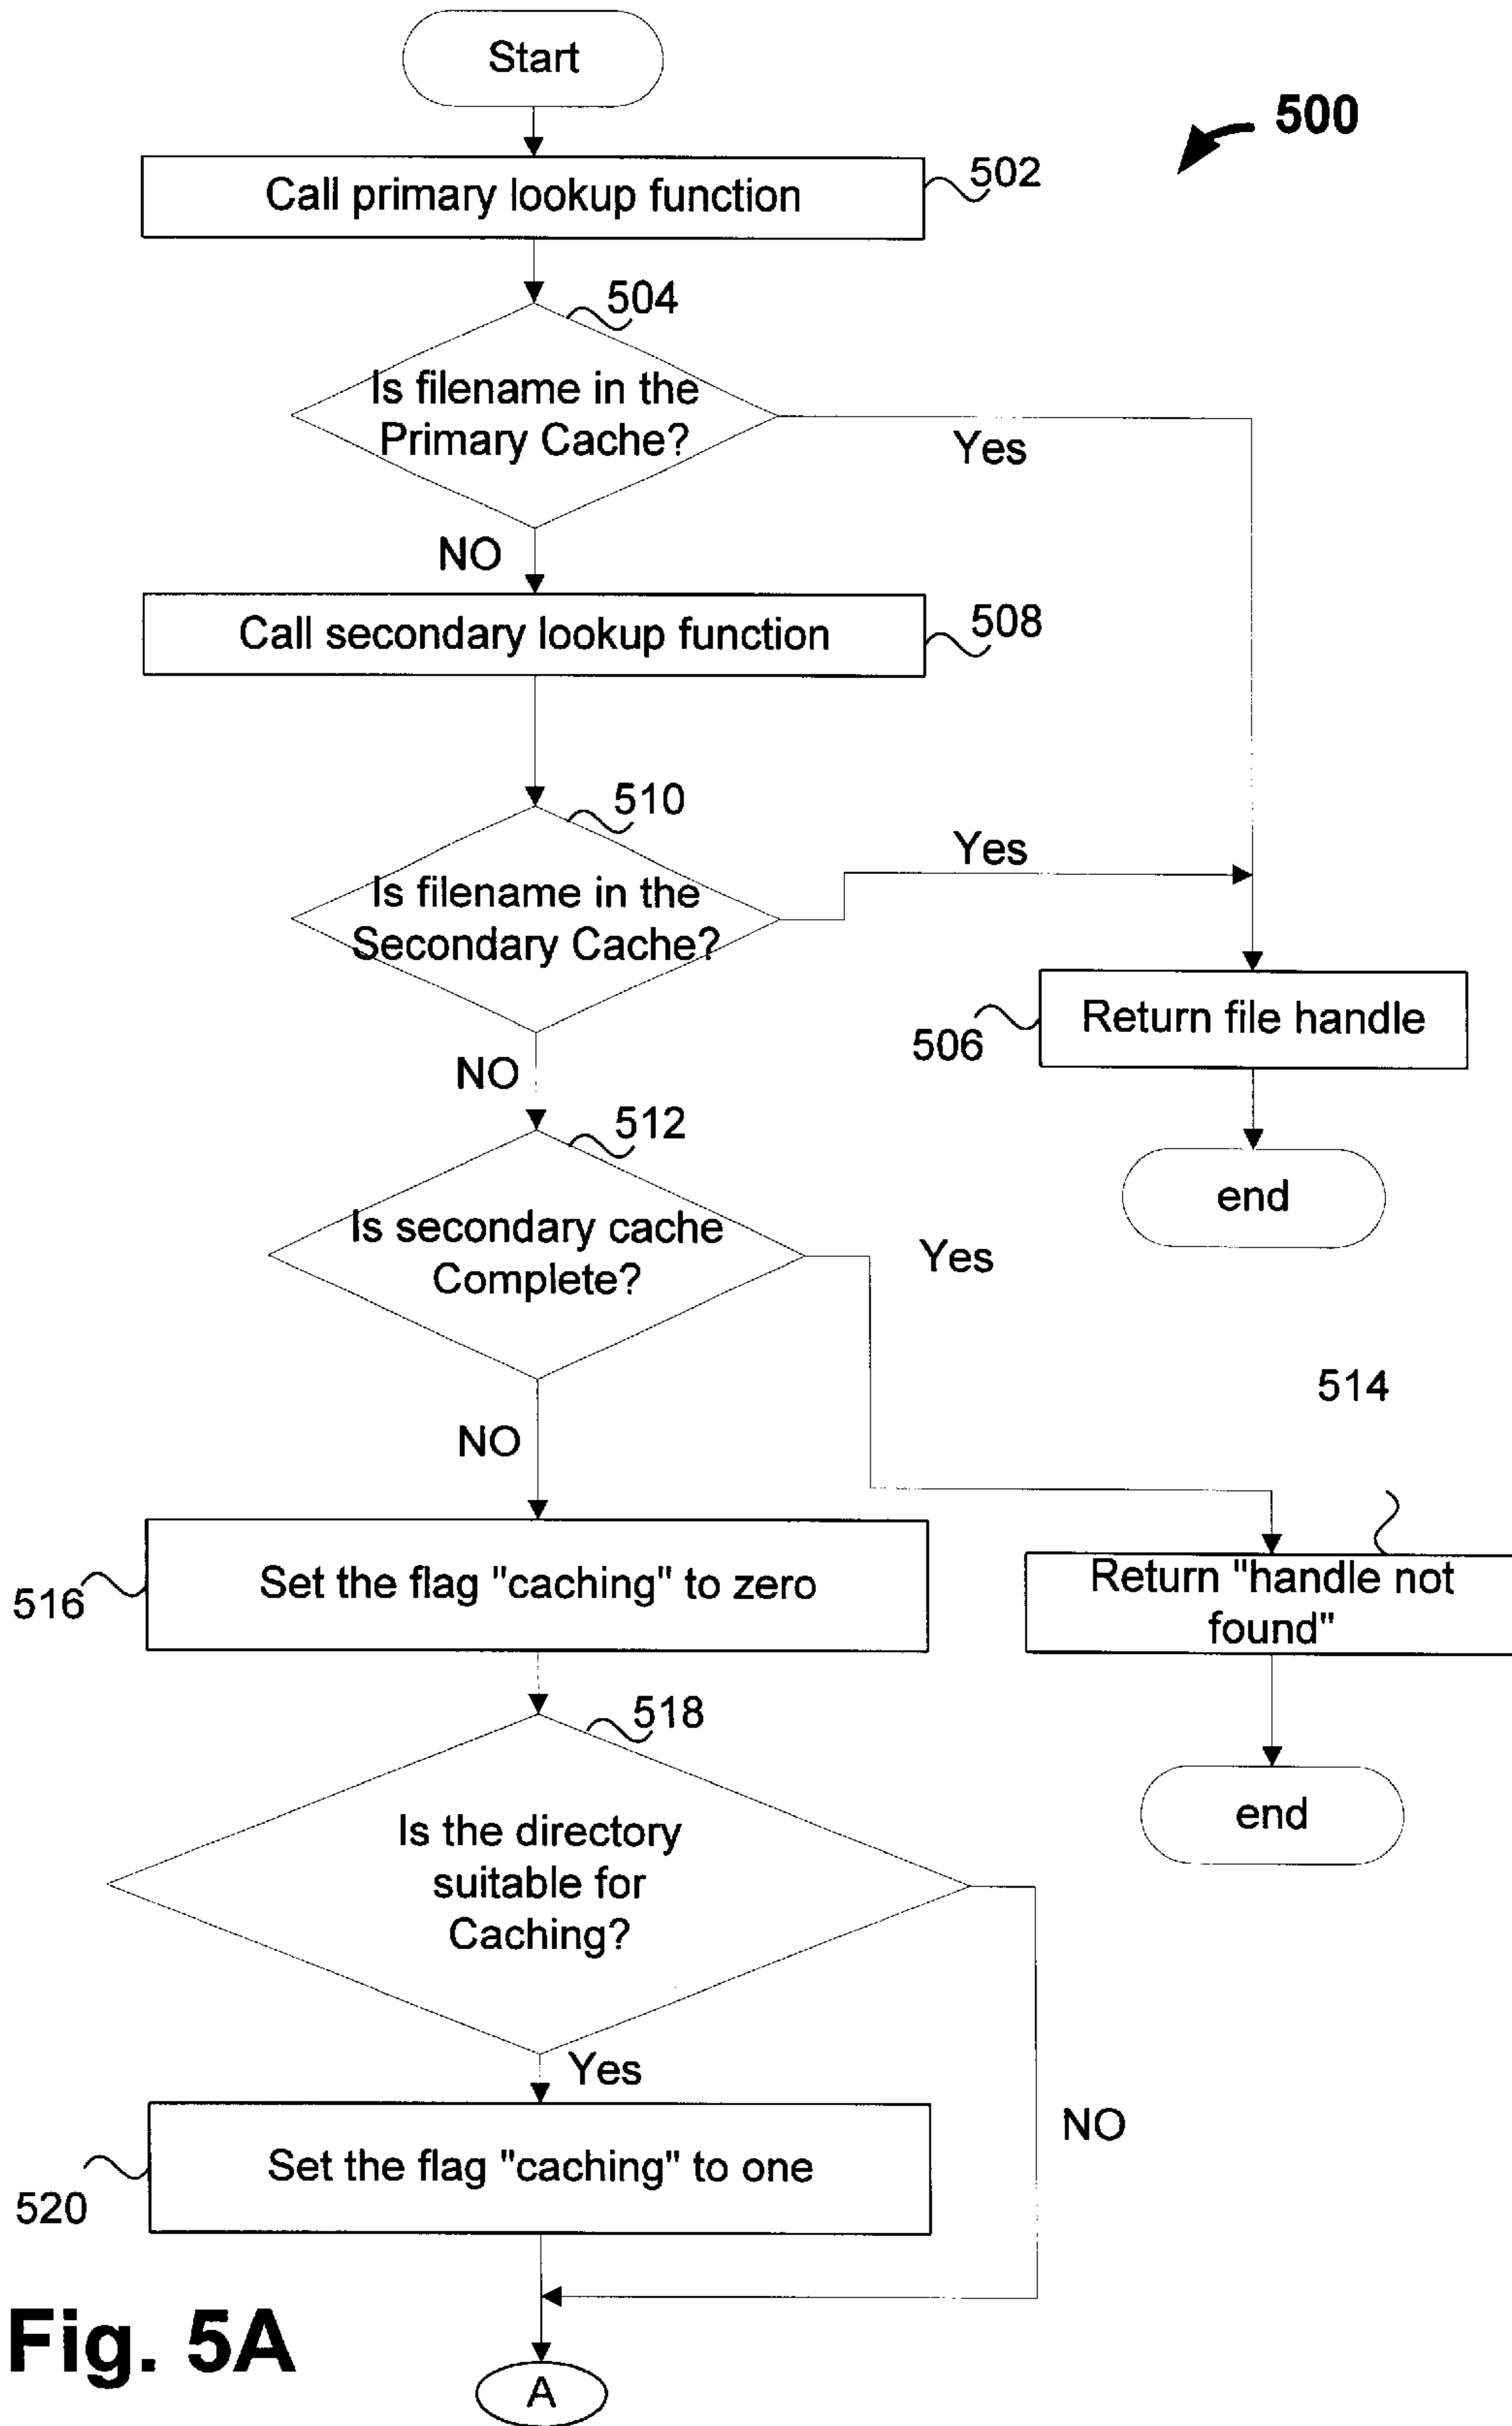 Start
500
Call primary lookup function
502
504
Is filename in the
Primary Cache?
Yes
NO
Call secondary lookup function
508
510
Yes
Is filename in the
Secondary Cache?
506
Return file handle
NO
512
end
Is secondary cache
Complete?
Yes
514
NO
516
Set the flag "caching" to zero
Return "handle not
found"
518
end
Is the directory
suitable for
Caching?
Yes
NO
Set the flag "caching" to one
520
Fig. 5A
A